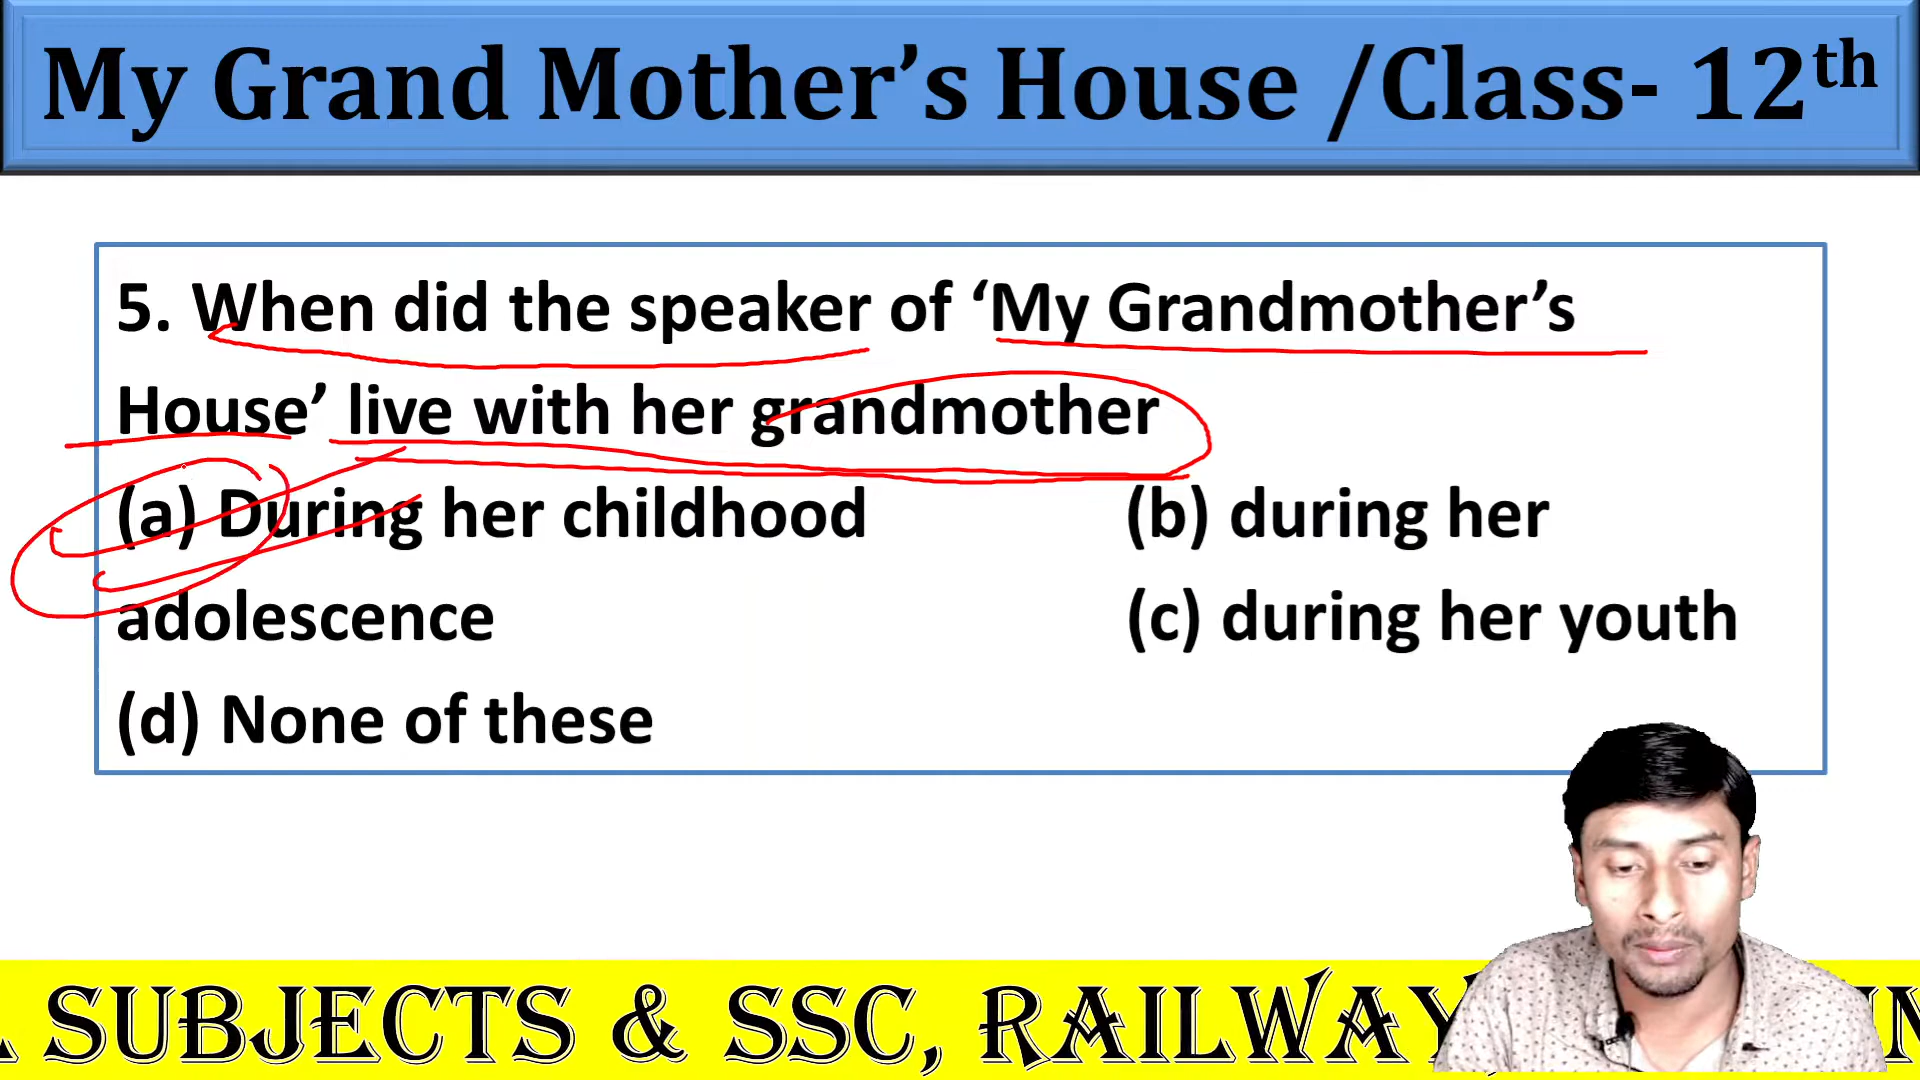 My Grand Mother’s House /Class- 12th
5. When did the speaker of ‘My Grandmother’s
House’ live with her grandmother
(a) During her childhood (b) during her
adolescence (c) during her youth
(d) None of these
SUBJECTS & SSC, RAILWAY,